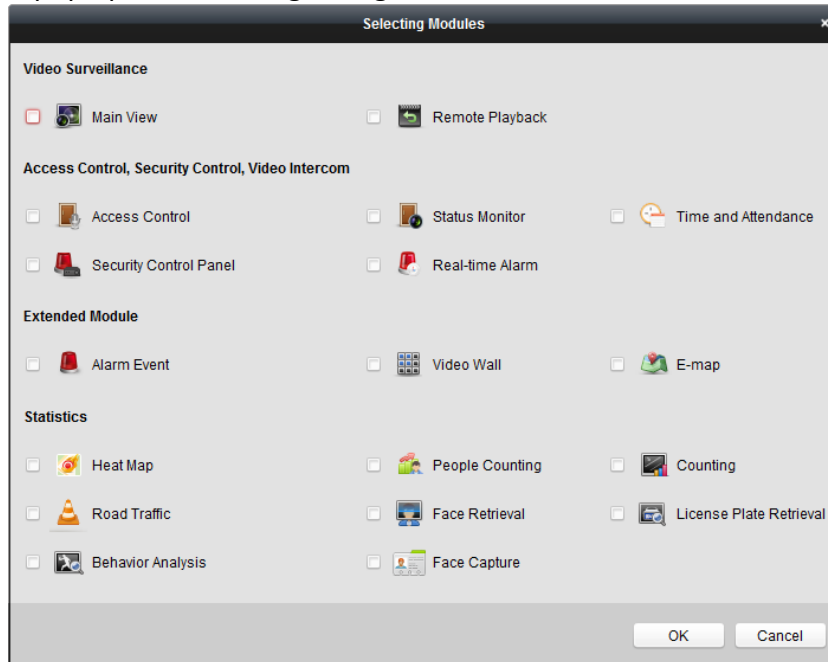 Selecting Modules
Video Surveillance
Main View Remote Playback
Access Control, Security Control, Video Intercom
Access Control Status Monitor Time and Attendance
Security Control Panel Real-time Alarm
Extended Module
Alarm Event Video Wall E-map
Statistics
Heat Map People Counting Counting
Road Traffic Face Retrieval License Plate Retrieval
Behavior Analysis Face Capture
OK Cancel